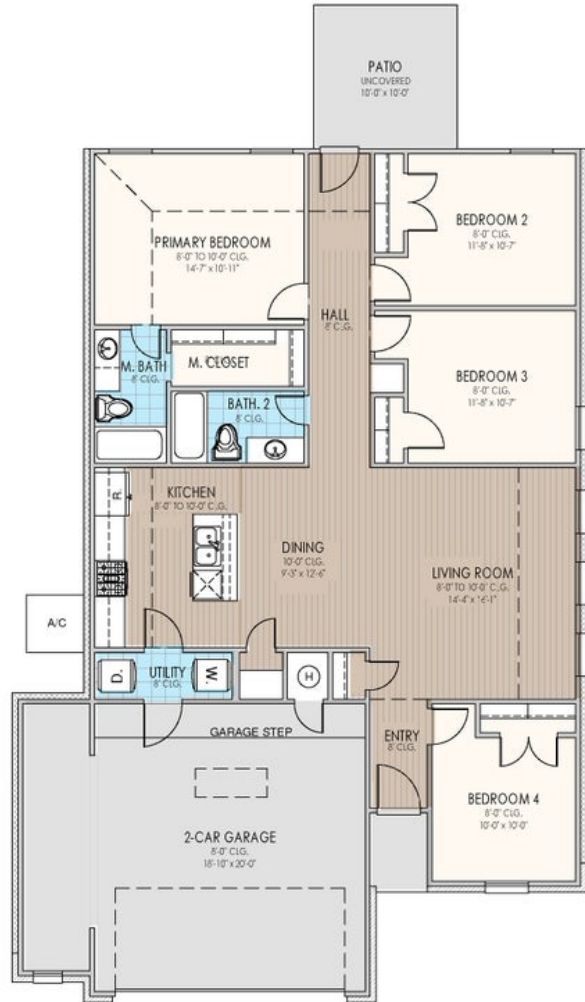 PATIO
UNCOVERED
10'-0" x 10'-0"
PRIMARY BEDROOM
8'-0" TO 10'-0" CLG.
14'-7" x 10'-11"
BEDROOM 2
8'-0" CLG.
11'-8" x 10'-7"
HALL
8' CLG.
BEDROOM 3
8'-0" CLG.
11'-8" x 10'-7"
M. BATH
8' CLG.
M. CLOSET
BATH. 2
8' CLG.
R.
KITCHEN
8'-0" TO 10'-0" CLG.
DINING
10'-0" CLG.
9'-3" x 12'-6"
LIVING ROOM
8'-0" TO 10'-0" CLG.
A/C
D.
UTILITY
8' CLG.
W.
H
GARAGE STEP
ENTRY
8' CLG.
2-CAR GARAGE
8'-0" CLG.
18'-10" x 20'-0"
BEDROOM 4
8'-0" CLG.
10'-0" x 10'-0"